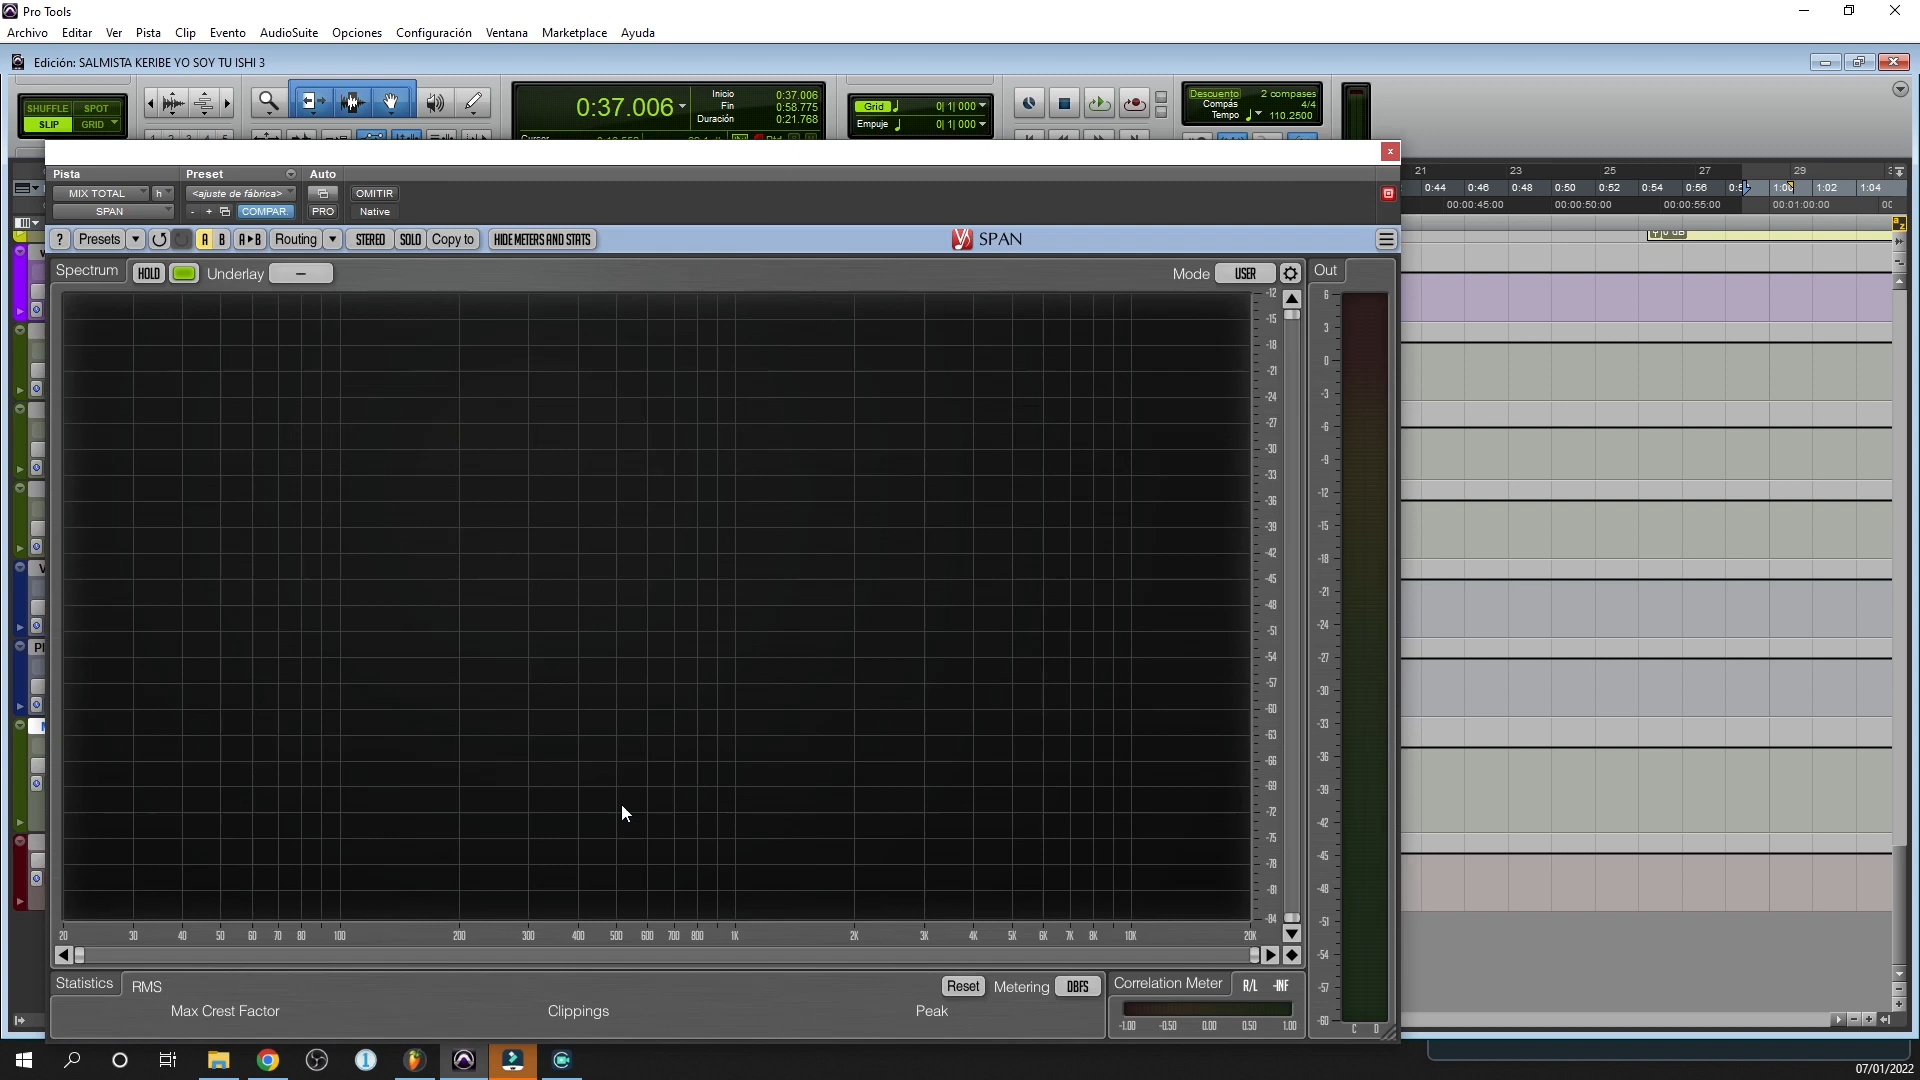 Pro Tools
Archivo Editar Ver Pista Clip Evento AudioSuite Opciones Configuración Ventana Marketplace Ayuda
Edición: SALMISTA KERIBE YO SOY TU ISHI 3
SHUFFLE SPOT
SLIP GRID
0:37.006
Inicio 0:37.006
Fin 0:58.775
Duración 0:21.768
Grid 0| 1| 000
Empuje 0| 1| 000
Descuento 2 compases
Compás 4/4
Tempo 110.2500
Pista Preset Auto
MIX TOTAL h <ajuste de fábrica> OMITIR
SPAN - + COMPAR. PRO Native
21 23 25 27 29
0:44 0:46 0:48 0:50 0:52 0:54 0:56 1:02 1:04
00:00:45:00 00:00:50:00 00:00:55:00 00:01:00:00
? Presets A B A▸B Routing STEREO SOLO Copy to HIDE METERS AND STATS SPAN
Spectrum HOLD Underlay – Mode USER Out
-12
-15
-18
-21
-24
-27
-30
-33
-36
-39
-42
-45
-48
-51
-54
-57
-60
-63
-66
-69
-72
-75
-78
-81
-84
6
3
0
-3
-6
-9
-12
-15
-18
-21
-24
-27
-30
-33
-36
-39
-42
-45
-48
-51
-54
-57
-60
C D
20 30 40 50 60 70 80 100 200 300 400 500 600 700 800 1K 2K 3K 4K 5K 6K 7K 8K 10K 20K
Statistics RMS Reset Metering DBFS Correlation Meter R/L -INF
Max Crest Factor Clippings Peak
-1.00 -0.50 0.00 0.50 1.00
07/01/2022